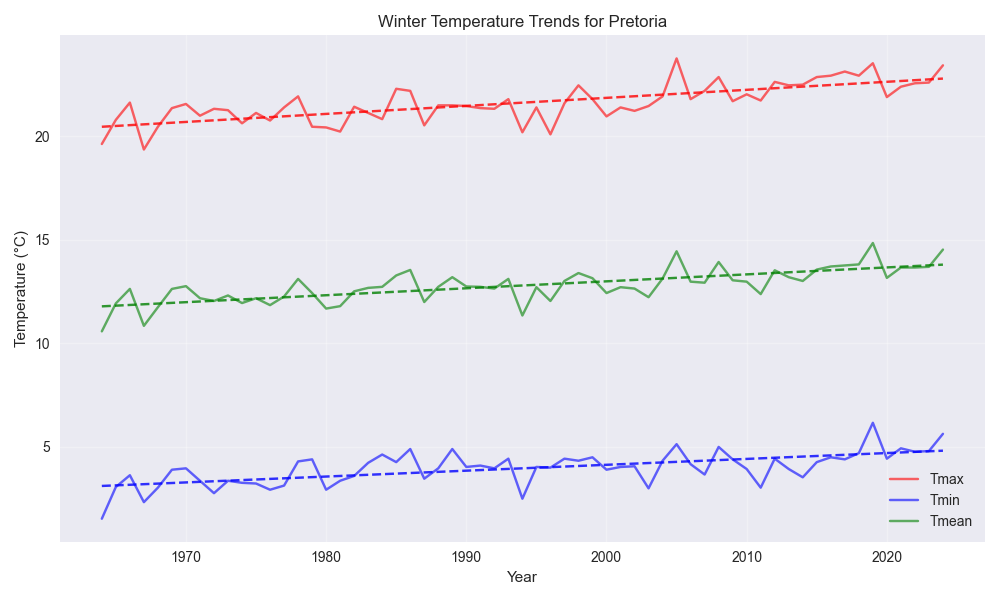 Winter Temperature Trends for Pretoria
Temperature (°C)
20
15
10
5
1970
1980
1990
2000
2010
2020
Year
Tmax
Tmin
Tmean